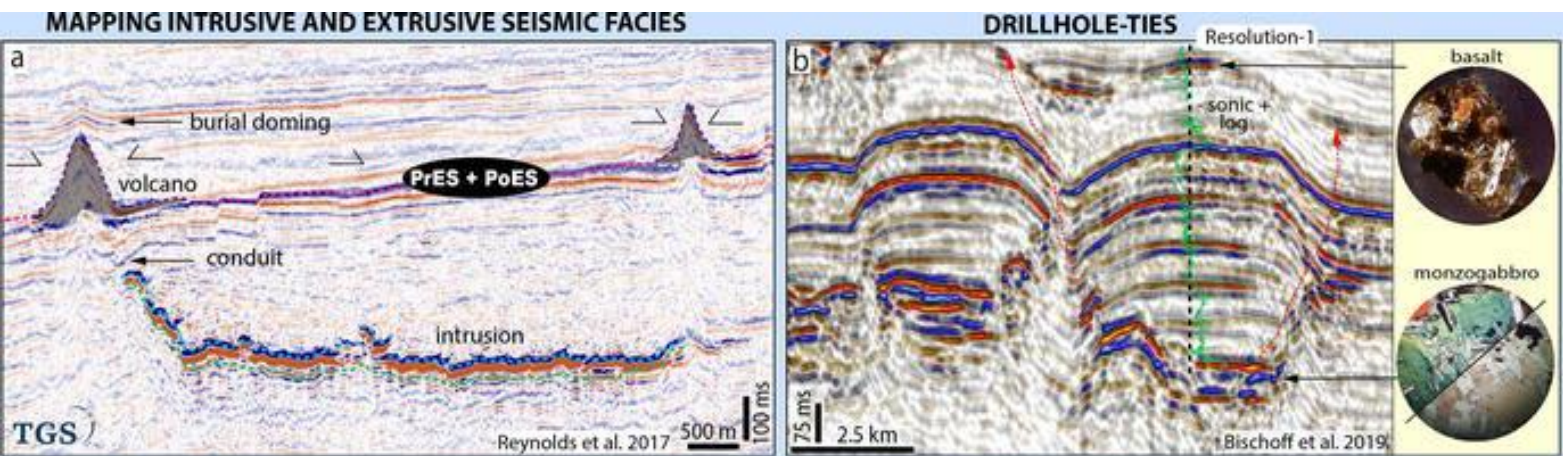 MAPPING INTRUSIVE AND EXTRUSIVE SEISMIC FACIES
a
burial doming
volcano
PrES + PoES
conduit
intrusion
TGS
Reynolds et al. 2017
500 m
100 ms
DRILLHOLE-TIES
b
Resolution-1
sonic +
log
75 ms
2.5 km
Bischoff et al. 2019
basalt
monzogabbro